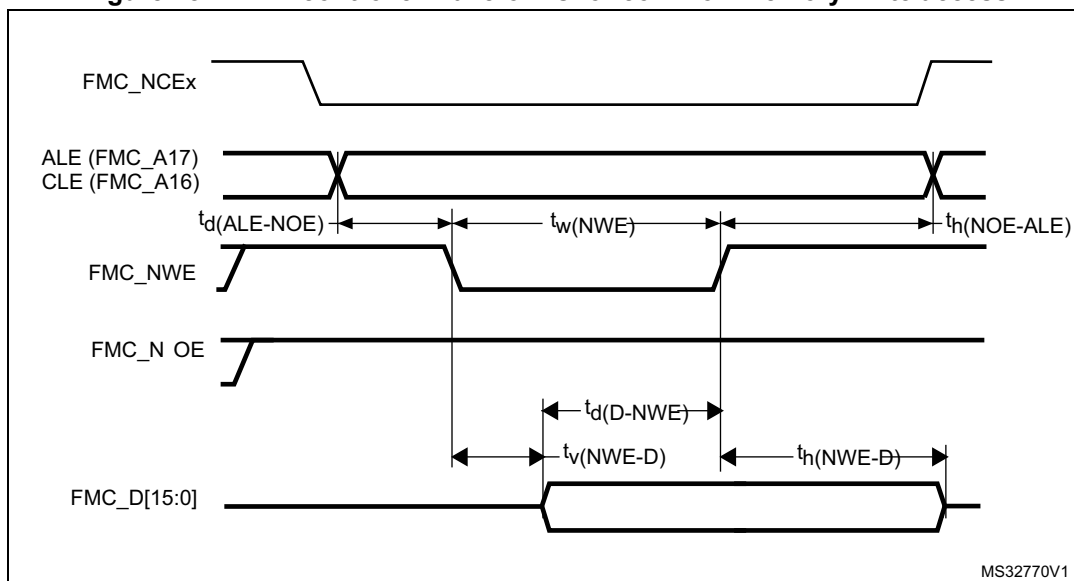 FMC_NCEx
ALE (FMC_A17)
CLE (FMC_A16)
td(ALE-NOE)
tw(NWE)
th(NOE-ALE)
FMC_NWE
FMC_N OE
td(D-NWE)
tv(NWE-D)
th(NWE-D)
FMC_D[15:0]
MS32770V1